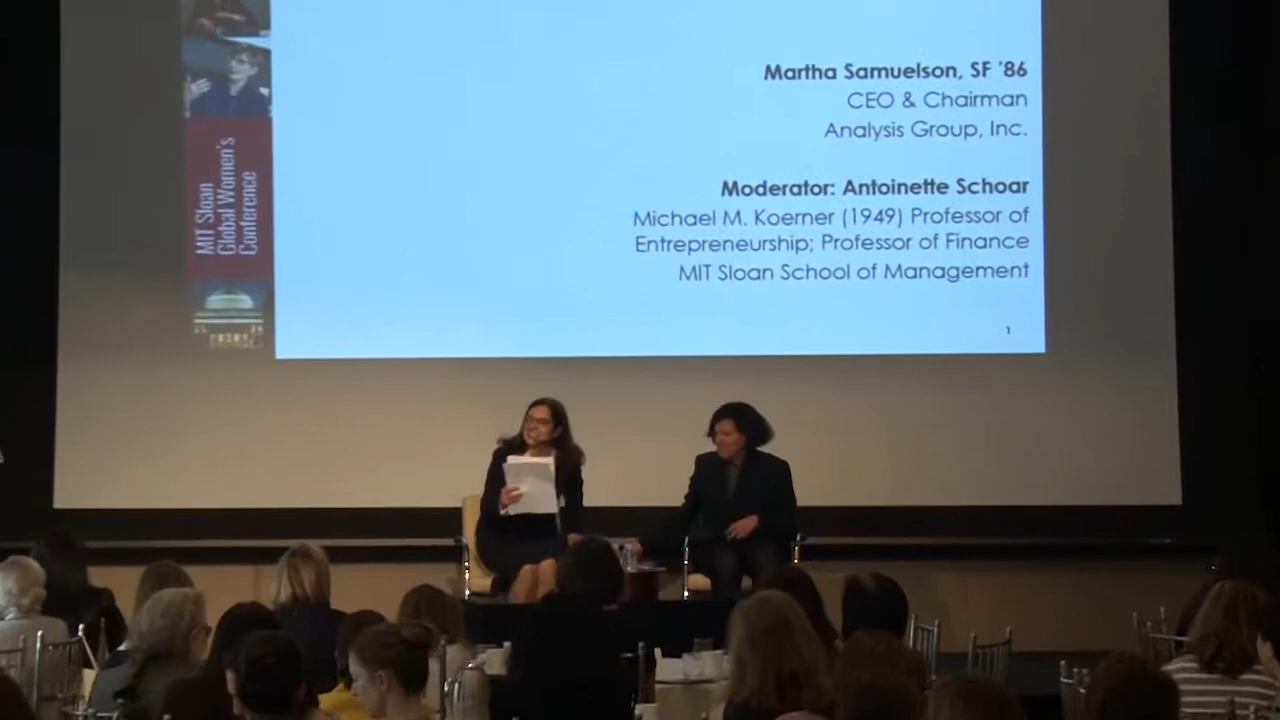 Martha Samuelson, SF '86
CEO & Chairman
Analysis Group, Inc.
Moderator: Antoinette Schoar
Michael M. Koerner (1949) Professor of
Entrepreneurship; Professor of Finance
MIT Sloan School of Management
1
MIT Sloan
Global Women's
Conference